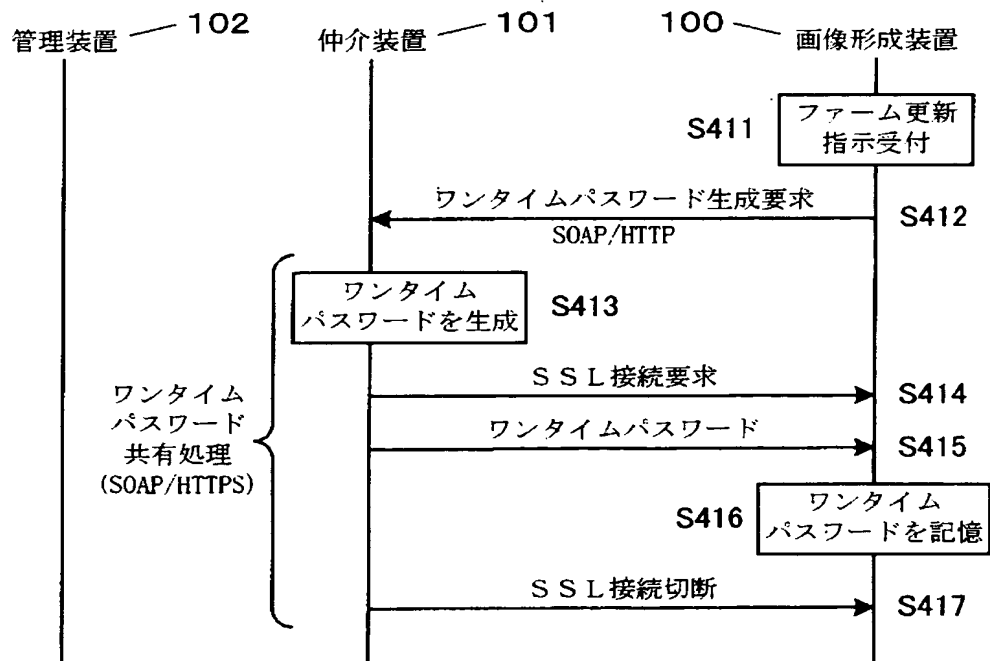 管理装置 102
仲介装置 101
100 画像形成装置
S411
ファーム更新
指示受付
ワンタイムパスワード生成要求
SOAP/HTTP
S412
ワンタイム
パスワードを生成
S413
SSL接続要求
S414
ワンタイム
パスワード
共有処理
(SOAP/HTTPS)
ワンタイムパスワード
S415
S416
ワンタイム
パスワードを記憶
SSL接続切断
S417